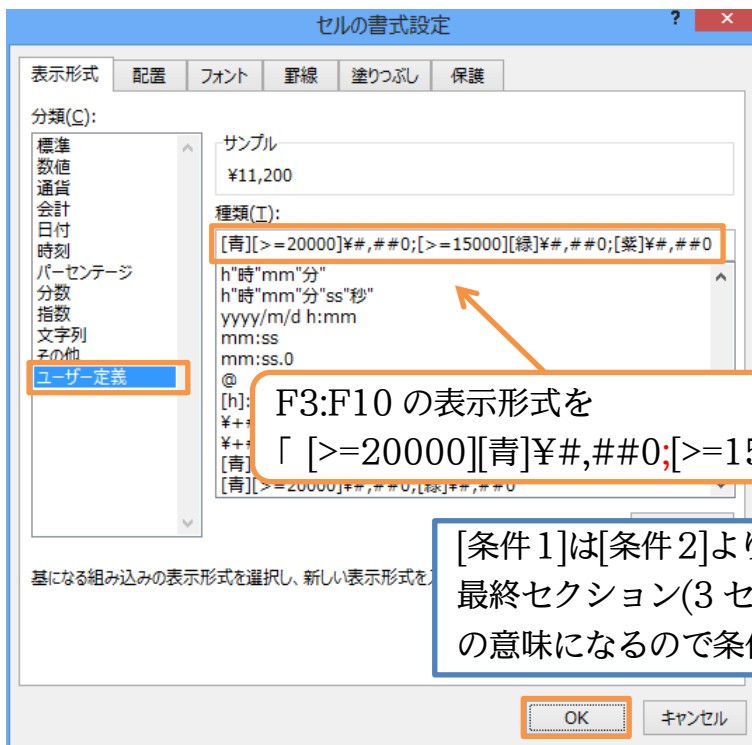 セルの書式設定
?
×
表示形式 配置 フォント 罫線 塗りつぶし 保護
分類(C):
標準
数値
通貨
会計
日付
時刻
パーセンテージ
分数
指数
文字列
その他
ユーザー定義
サンプル
¥11,200
種類(T):
[青][>=20000]¥#,##0;[>=15000][緑]¥#,##0;[紫]¥#,##0
h"時"mm"分"
h"時"mm"分"ss"秒"
yyyy/m/d h:mm
mm:ss
mm:ss.0
@
[h]:
¥+
¥+
[青]
[青][>=20000]¥#,##0;[緑]¥#,##0
F3:F10 の表示形式を
「 [>=20000][青]¥#,##0;[>=15
[条件1]は[条件2]よ
最終セクション(3 セ
の意味になるので条
基になる組み込みの表示形式を選択し、新しい表示形式を
OK
キャンセル